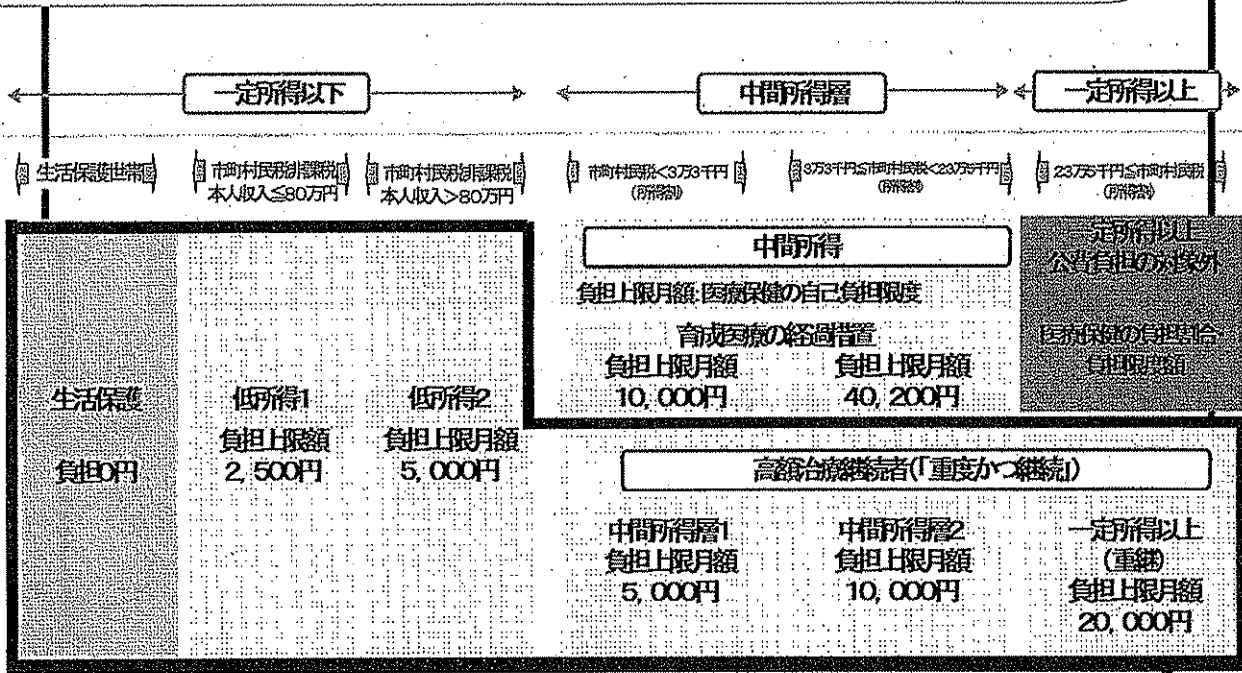 一定所得以下
中間所得層
一定所得以上
生活保護世帯
市町村民税非課税
本人収入≦80万円
市町村民税非課税
本人収入>80万円
市町村民税<3万3千円
(所得割)
3万3千円≦市町村民税<23万5千円
(所得割)
23万5千円≦市町村民税
(所得割)
中間所得
負担上限月額:医療保健の自己負担限度
育成医療の経過措置
負担上限月額
10,000円
負担上限月額
40,200円
一定所得以上
公費負担の対象外
医療保険の負担割合
負担限度額
生活保護
負担0円
低所得1
負担上限額
2,500円
低所得2
負担上限月額
5,000円
高額治療継続者(「重度かつ継続」)
中間所得層1
負担上限月額
5,000円
中間所得層2
負担上限月額
10,000円
一定所得以上
(重継)
負担上限月額
20,000円